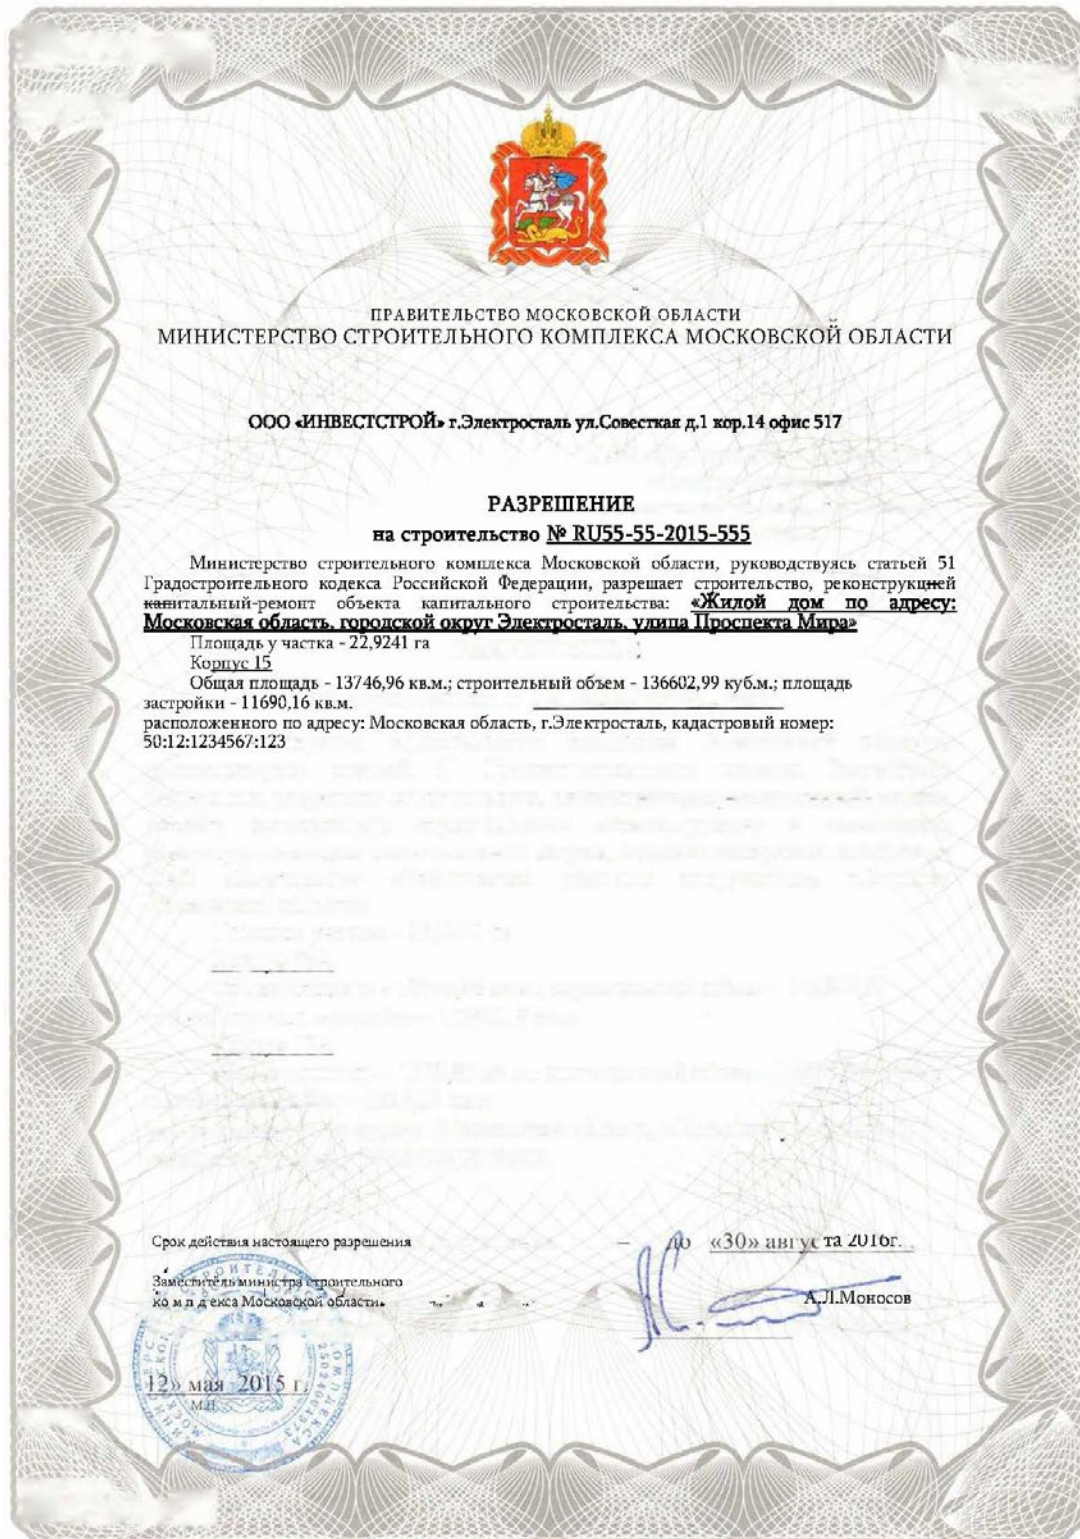 ПРАВИТЕЛЬСТВО МОСКОВСКОЙ ОБЛАСТИ
МИНИСТЕРСТВО СТРОИТЕЛЬНОГО КОМПЛЕКСА МОСКОВСКОЙ ОБЛАСТИ
ООО «ИНВЕСТСТРОЙ» г.Электросталь ул.Совесткая д.1 кор.14 офис 517
РАЗРЕШЕНИЕ
на строительство № RU55-55-2015-555
Министерство строительного комплекса Московской области, руководствуясь статьей 51
Градостроительного кодекса Российской Федерации, разрешает строительство, реконструкцией
капитальный-ремонт объекта капитального строительства: «Жилой дом по адресу:
Московская область, городской округ Электросталь, улица Проспекта Мира»
Площадь у частка - 22,9241 га
Корпус 15
Общая площадь - 13746,96 кв.м.; строительный объем - 136602,99 куб.м.; площадь
застройки - 11690,16 кв.м.
расположенного по адресу: Московская область, г.Электросталь, кадастровый номер:
50:12:1234567:123
Срок действия настоящего разрешения – до «30» августа 2016г.
Заместитель министра строительного
ко м п д екса Московской области
А.Л.Моносов
12» мая 2015 г.
М.П.